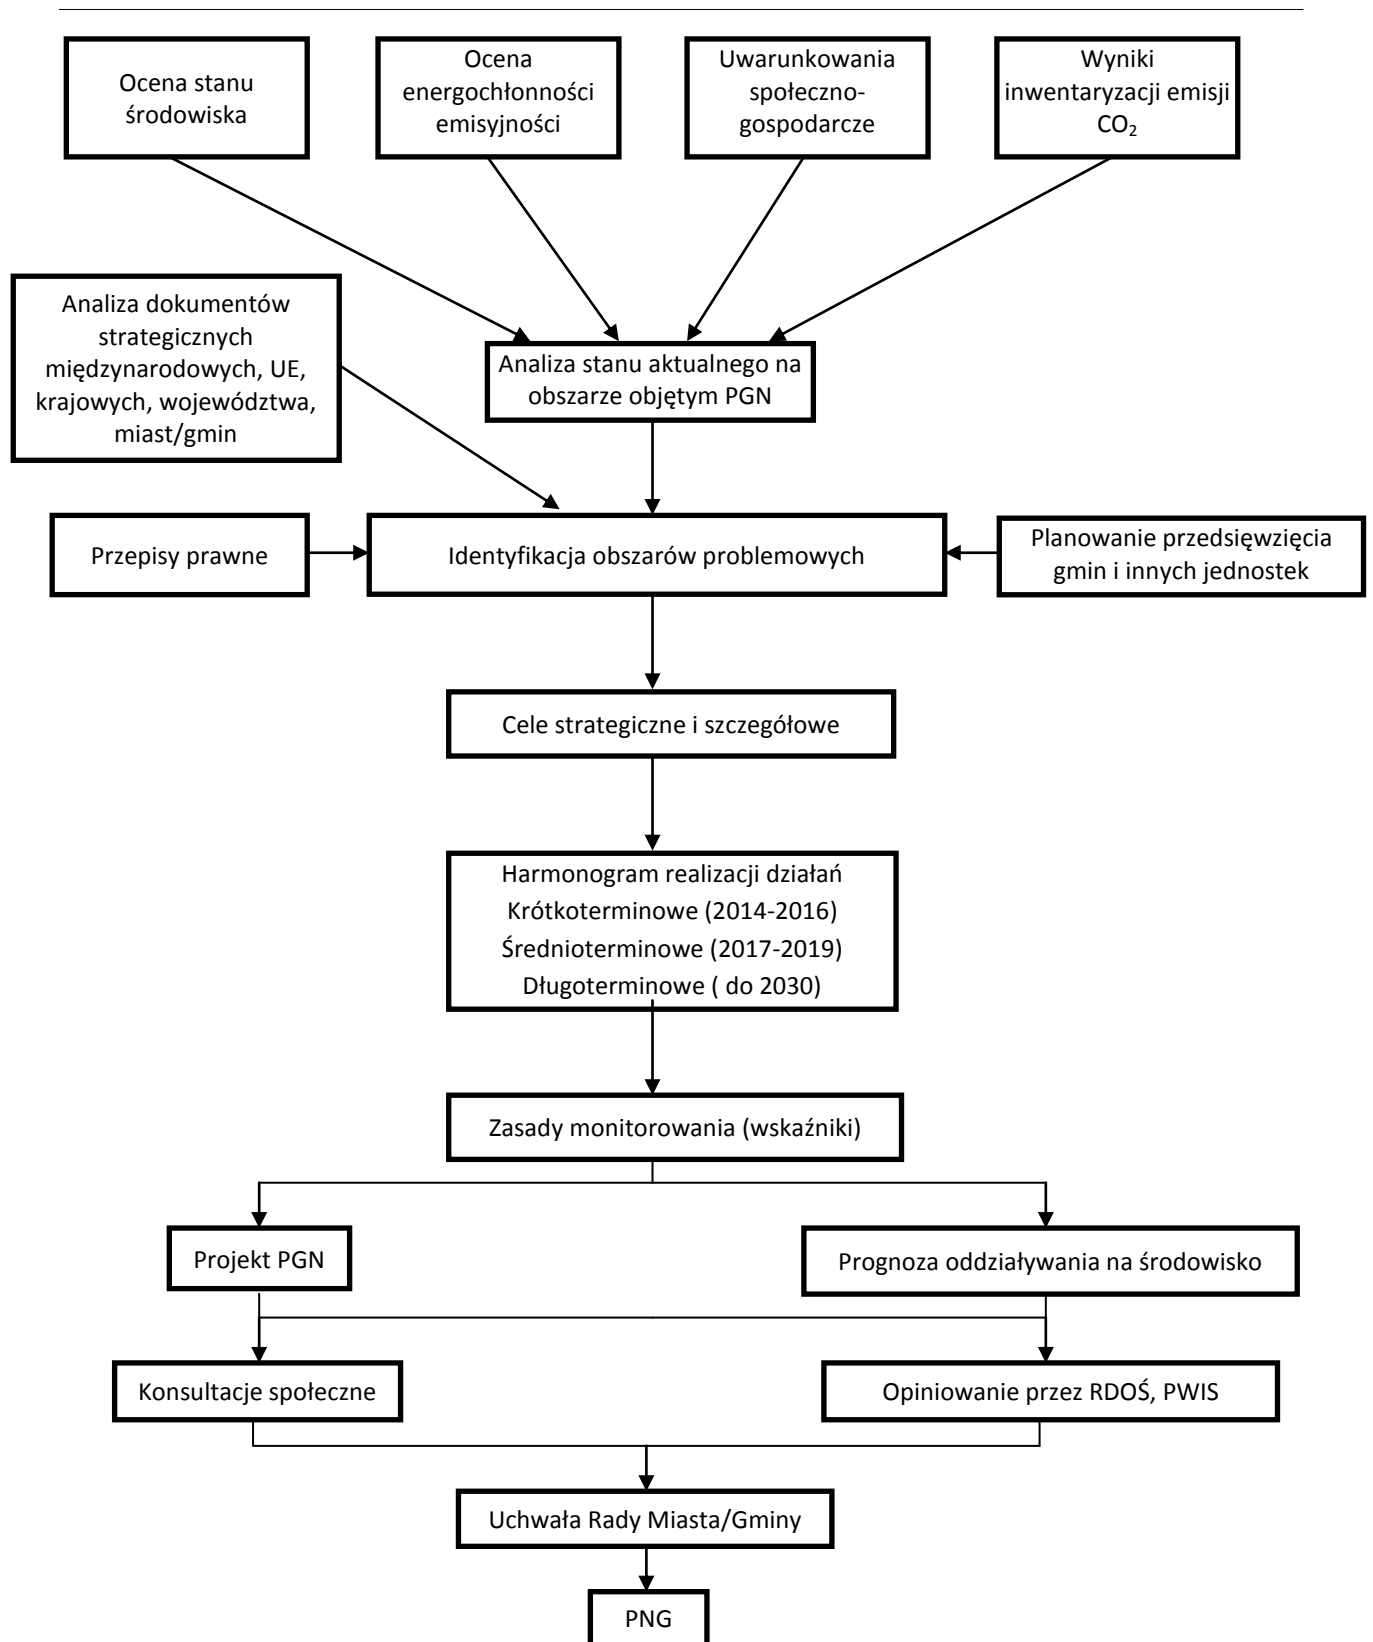 Ocena stanu
środowiska
Ocena
energochłonności
emisyjności
Uwarunkowania
społeczno-
gospodarcze
Wyniki
inwentaryzacji emisji
CO₂
Analiza dokumentów
strategicznych
międzynarodowych, UE,
krajowych, województwa,
miast/gmin
Analiza stanu aktualnego na
obszarze objętym PGN
Przepisy prawne
Identyfikacja obszarów problemowych
Planowanie przedsięwzięcia
gmin i innych jednostek
Cele strategiczne i szczegółowe
Harmonogram realizacji działań
Krótkoterminowe (2014-2016)
Średnioterminowe (2017-2019)
Długoterminowe ( do 2030)
Zasady monitorowania (wskaźniki)
Projekt PGN
Prognoza oddziaływania na środowisko
Konsultacje społeczne
Opiniowanie przez RDOŚ, PWIS
Uchwała Rady Miasta/Gminy
PNG